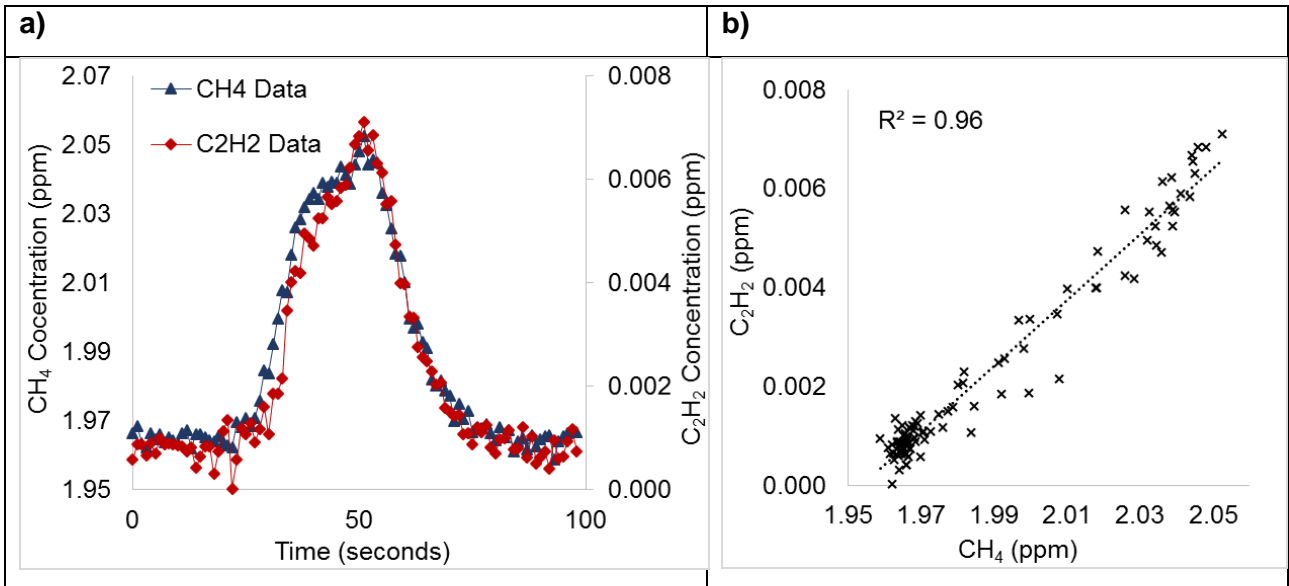 a)
b)
CH4 Data
C2H2 Data
2.07
2.05
2.03
2.01
1.99
1.97
1.95
CH₄ Cocentration (ppm)
0.008
0.006
0.004
0.002
0.000
C₂H₂ Concentration (ppm)
0
50
100
Time (seconds)
R² = 0.96
0.008
0.006
0.004
0.002
0.000
C₂H₂ (ppm)
1.95
1.97
1.99
2.01
2.03
2.05
CH₄ (ppm)